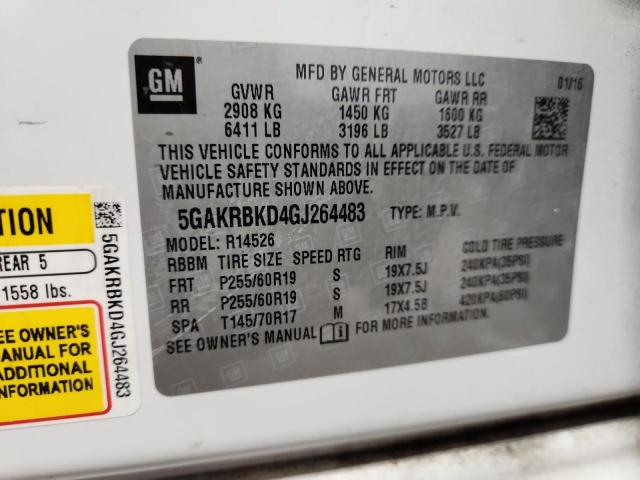 GM
MFD BY GENERAL MOTORS LLC 01/16
GVWR GAWR FRT GAWR RR
2908 KG 1450 KG 1600 KG
6411 LB 3196 LB 3527 LB
THIS VEHICLE CONFORMS TO ALL APPLICABLE U.S. FEDERAL MOTOR
VEHICLE SAFETY STANDARDS IN EFFECT ON THE DATE OF
MANUFACTURE SHOWN ABOVE.
5GAKRBKD4GJ264483 TYPE: M.P.V.
MODEL: R14526
RBBM TIRE SIZE SPEED RTG RIM COLD TIRE PRESSURE
FRT P255/60R19 S 19X7.5J 240KPA(35PSI)
RR P255/60R19 S 19X7.5J 240KPA(35PSI)
SPA T145/70R17 M 17X4.5B 420KPA(60PSI)
SEE OWNER'S MANUAL FOR MORE INFORMATION.
TION
REAR 5
1558 lbs.
SEE OWNER'S
MANUAL FOR
ADDITIONAL
INFORMATION
5GAKRBKD4GJ264483